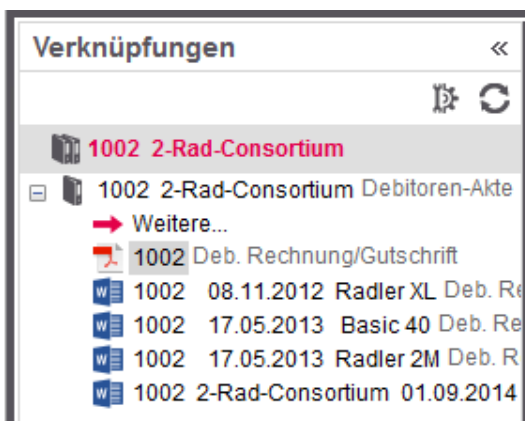 Verknüpfungen «
1002 2-Rad-Consortium
1002 2-Rad-Consortium Debitoren-Akte
Weitere...
1002 Deb. Rechnung/Gutschrift
1002 08.11.2012 Radler XL Deb. Re
1002 17.05.2013 Basic 40 Deb. Re
1002 17.05.2013 Radler 2M Deb. R
1002 2-Rad-Consortium 01.09.2014